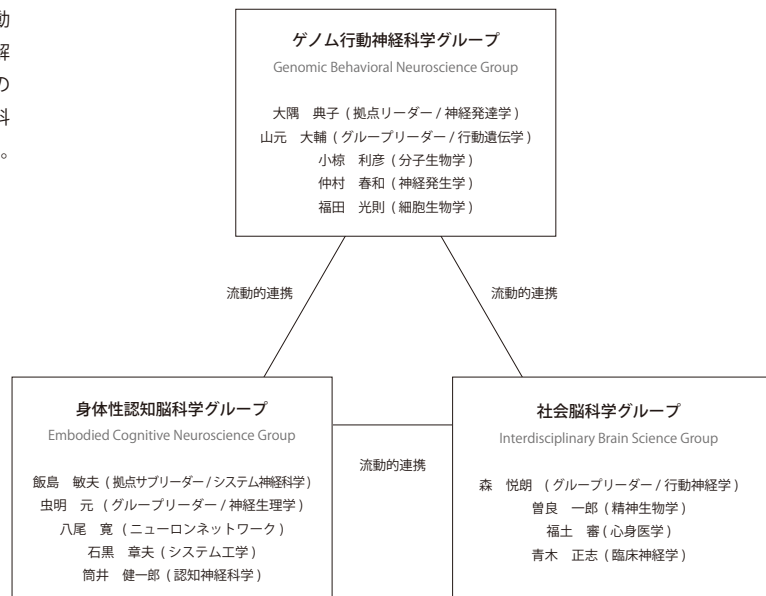 動
解
の
科
。
ゲノム行動神経科学グループ
Genomic Behavioral Neuroscience Group
大隅　典子 ( 拠点リーダー / 神経発達学 )
山元　大輔 ( グループリーダー / 行動遺伝学 )
小椋　利彦 ( 分子生物学 )
仲村　春和 ( 神経発生学 )
福田　光則 ( 細胞生物学 )
流動的連携
流動的連携
身体性認知脳科学グループ
Embodied Cognitive Neuroscience Group
飯島　敏夫 ( 拠点サブリーダー / システム神経科学 )
虫明　元 ( グループリーダー / 神経生理学 )
八尾　寛 ( ニューロンネットワーク )
石黒　章夫 ( システム工学 )
筒井　健一郎 ( 認知神経科学 )
流動的連携
社会脳科学グループ
Interdisciplinary Brain Science Group
森　悦朗 ( グループリーダー / 行動神経学 )
曽良　一郎 ( 精神生物学 )
福土　審 ( 心身医学 )
青木　正志 ( 臨床神経学 )